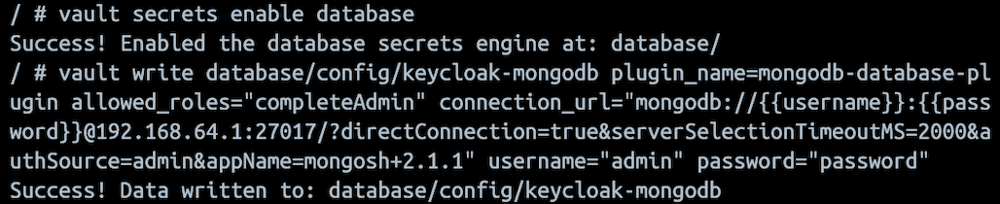 / # vault secrets enable database
Success! Enabled the database secrets engine at: database/
/ # vault write database/config/keycloak-mongodb plugin_name=mongodb-database-pl
ugin allowed_roles="completeAdmin" connection_url="mongodb://{{username}}:{{pass
word}}@192.168.64.1:27017/?directConnection=true&serverSelectionTimeoutMS=2000&a
uthSource=admin&appName=mongosh+2.1.1" username="admin" password="password"
Success! Data written to: database/config/keycloak-mongodb